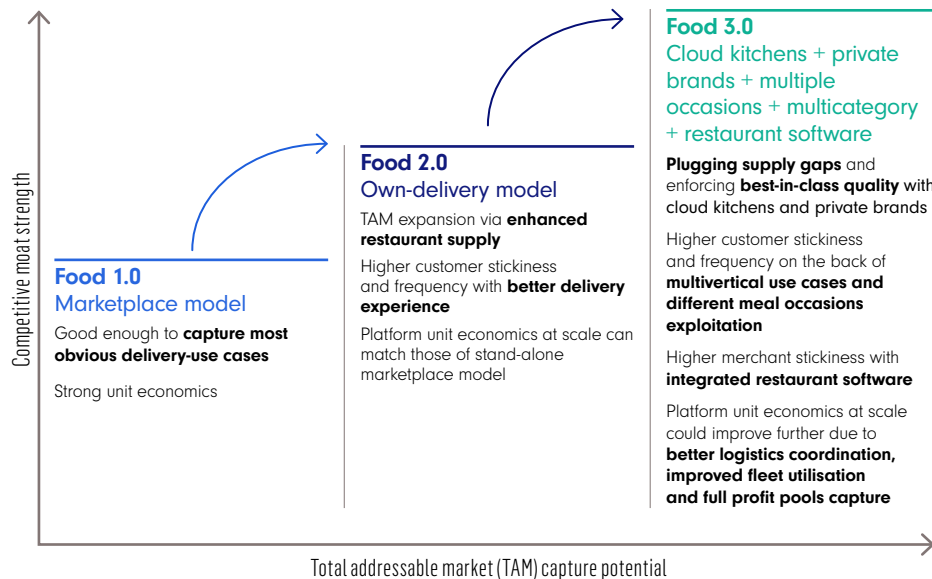 Competitive moat strength
Food 1.0
Marketplace model
Good enough to capture most
obvious delivery-use cases
Strong unit economics
Food 2.0
Own-delivery model
TAM expansion via enhanced
restaurant supply
Higher customer stickiness
and frequency with better delivery
experience
Platform unit economics at scale can
match those of stand-alone
marketplace model
Food 3.0
Cloud kitchens + private
brands + multiple
occasions + multicategory
+ restaurant software
Plugging supply gaps and
enforcing best-in-class quality with
cloud kitchens and private brands
Higher customer stickiness
and frequency on the back of
multivertical use cases and
different meal occasions
exploitation
Higher merchant stickiness with
integrated restaurant software
Platform unit economics at scale
could improve further due to
better logistics coordination,
improved fleet utilisation
and full profit pools capture
Total addressable market (TAM) capture potential